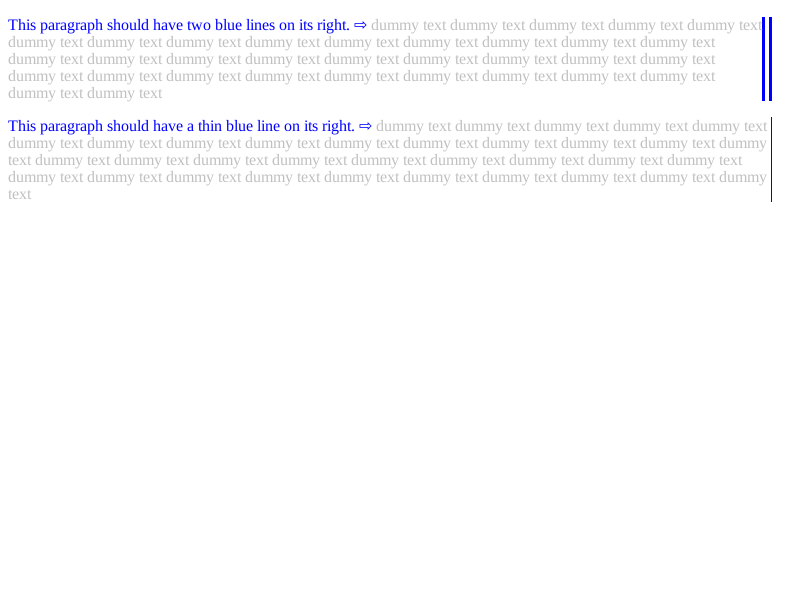 This paragraph should have two blue lines on its right. ⇨ dummy text dummy text dummy text dummy text dummy text
dummy text dummy text dummy text dummy text dummy text dummy text dummy text dummy text dummy text
dummy text dummy text dummy text dummy text dummy text dummy text dummy text dummy text dummy text
dummy text dummy text dummy text dummy text dummy text dummy text dummy text dummy text dummy text
dummy text dummy text
This paragraph should have a thin blue line on its right. ⇨ dummy text dummy text dummy text dummy text dummy text
dummy text dummy text dummy text dummy text dummy text dummy text dummy text dummy text dummy text dummy
text dummy text dummy text dummy text dummy text dummy text dummy text dummy text dummy text dummy text
dummy text dummy text dummy text dummy text dummy text dummy text dummy text dummy text dummy text dummy
text